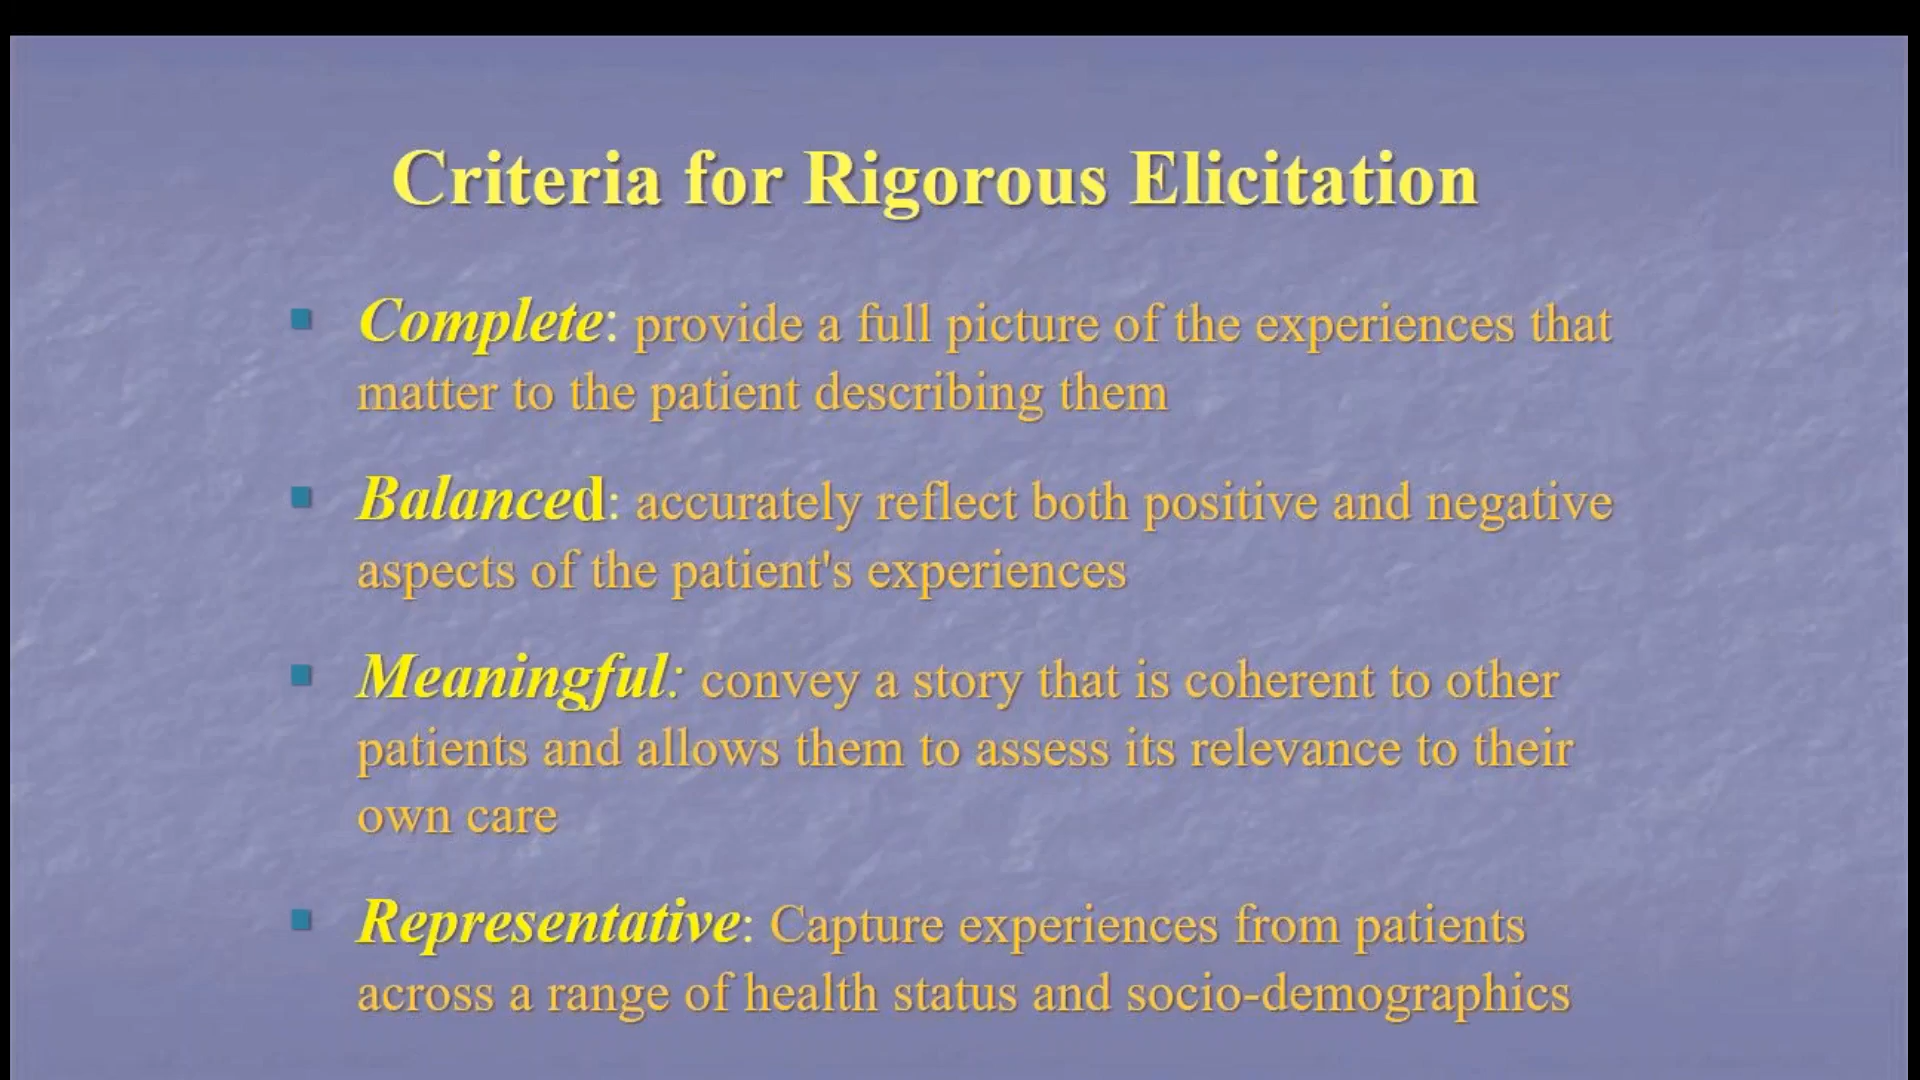 Criteria for Rigorous Elicitation
Complete: provide a full picture of the experiences that
matter to the patient describing them
Balanced: accurately reflect both positive and negative
aspects of the patient's experiences
Meaningful: convey a story that is coherent to other
patients and allows them to assess its relevance to their
own care
Representative: Capture experiences from patients
across a range of health status and socio-demographics